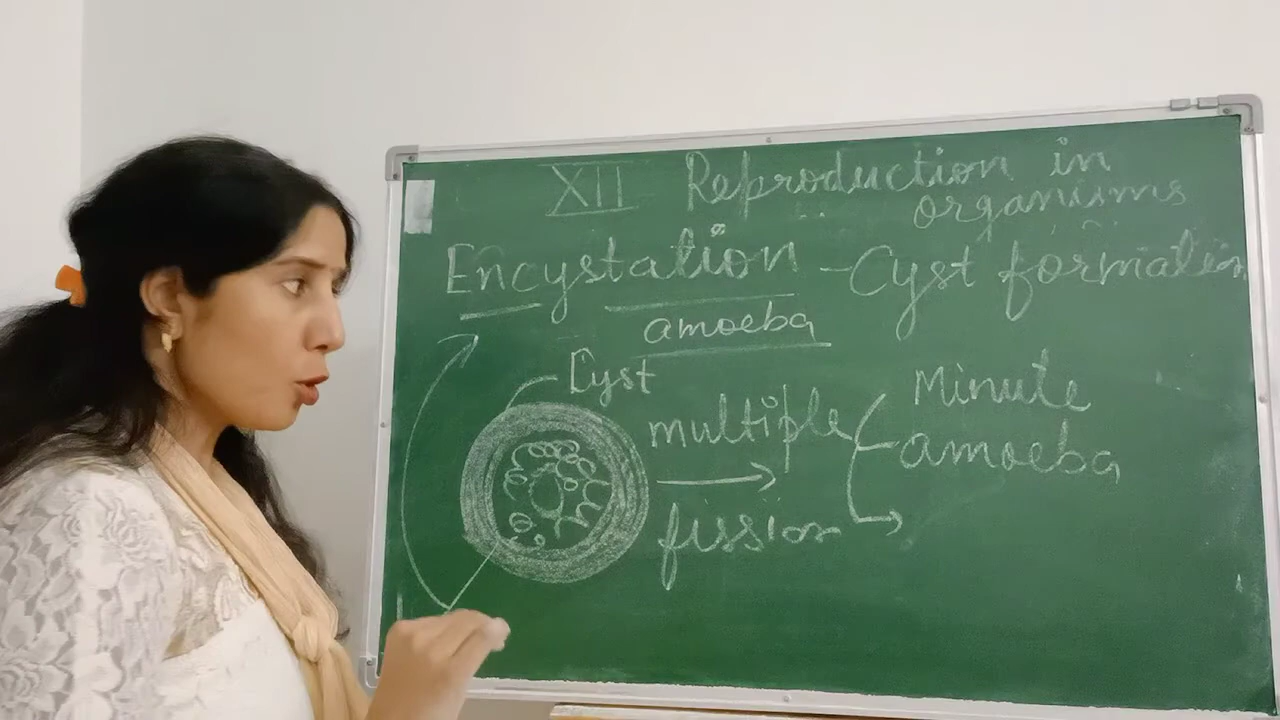 XII Reproduction in
organisms
Encystation - Cyst formation
amoeba
Cyst
multiple
fission
Minute
amoeba